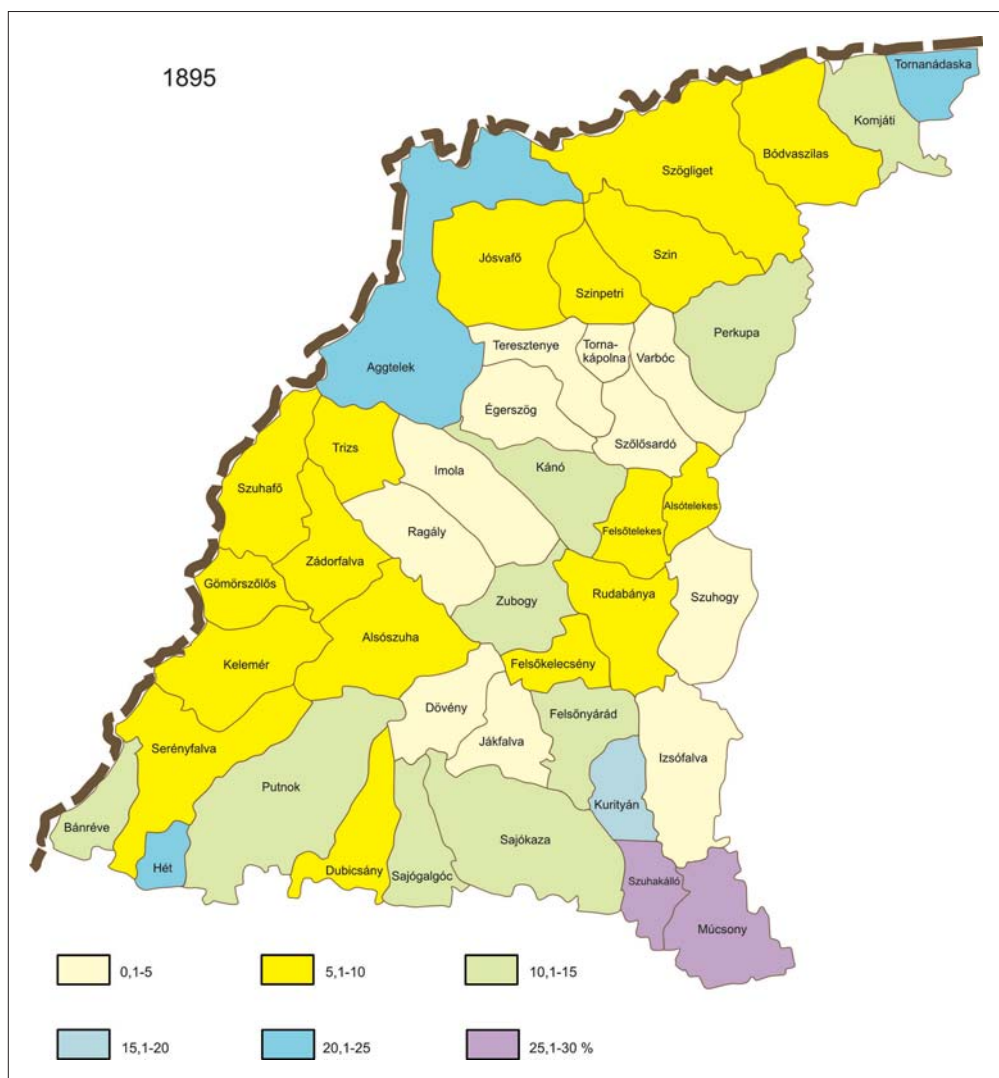 1895
Tornanádaska
Komjáti
Bódvaszilas
Szögliget
Jósvafő
Szin
Szinpetri
Perkupa
Teresztenye
Torna-
kápolna
Varbóc
Aggtelek
Égerszög
Szőlősardó
Trizs
Imola
Kánó
Szuhafő
Alsótelekes
Ragály
Felsőtelekes
Zádorfalva
Gömörszőlős
Rudabánya
Szuhogy
Zubogy
Alsószuha
Kelemér
Felsőkelecsény
Dövény
Felsőnyárád
Jákfalva
Serényfalva
Izsófalva
Putnok
Kurityán
Bánréve
Sajókaza
Hét
Dubicsány
Sajógalgóc
Szuhakálló
Múcsony
0,1-5
5,1-10
10,1-15
15,1-20
20,1-25
25,1-30 %